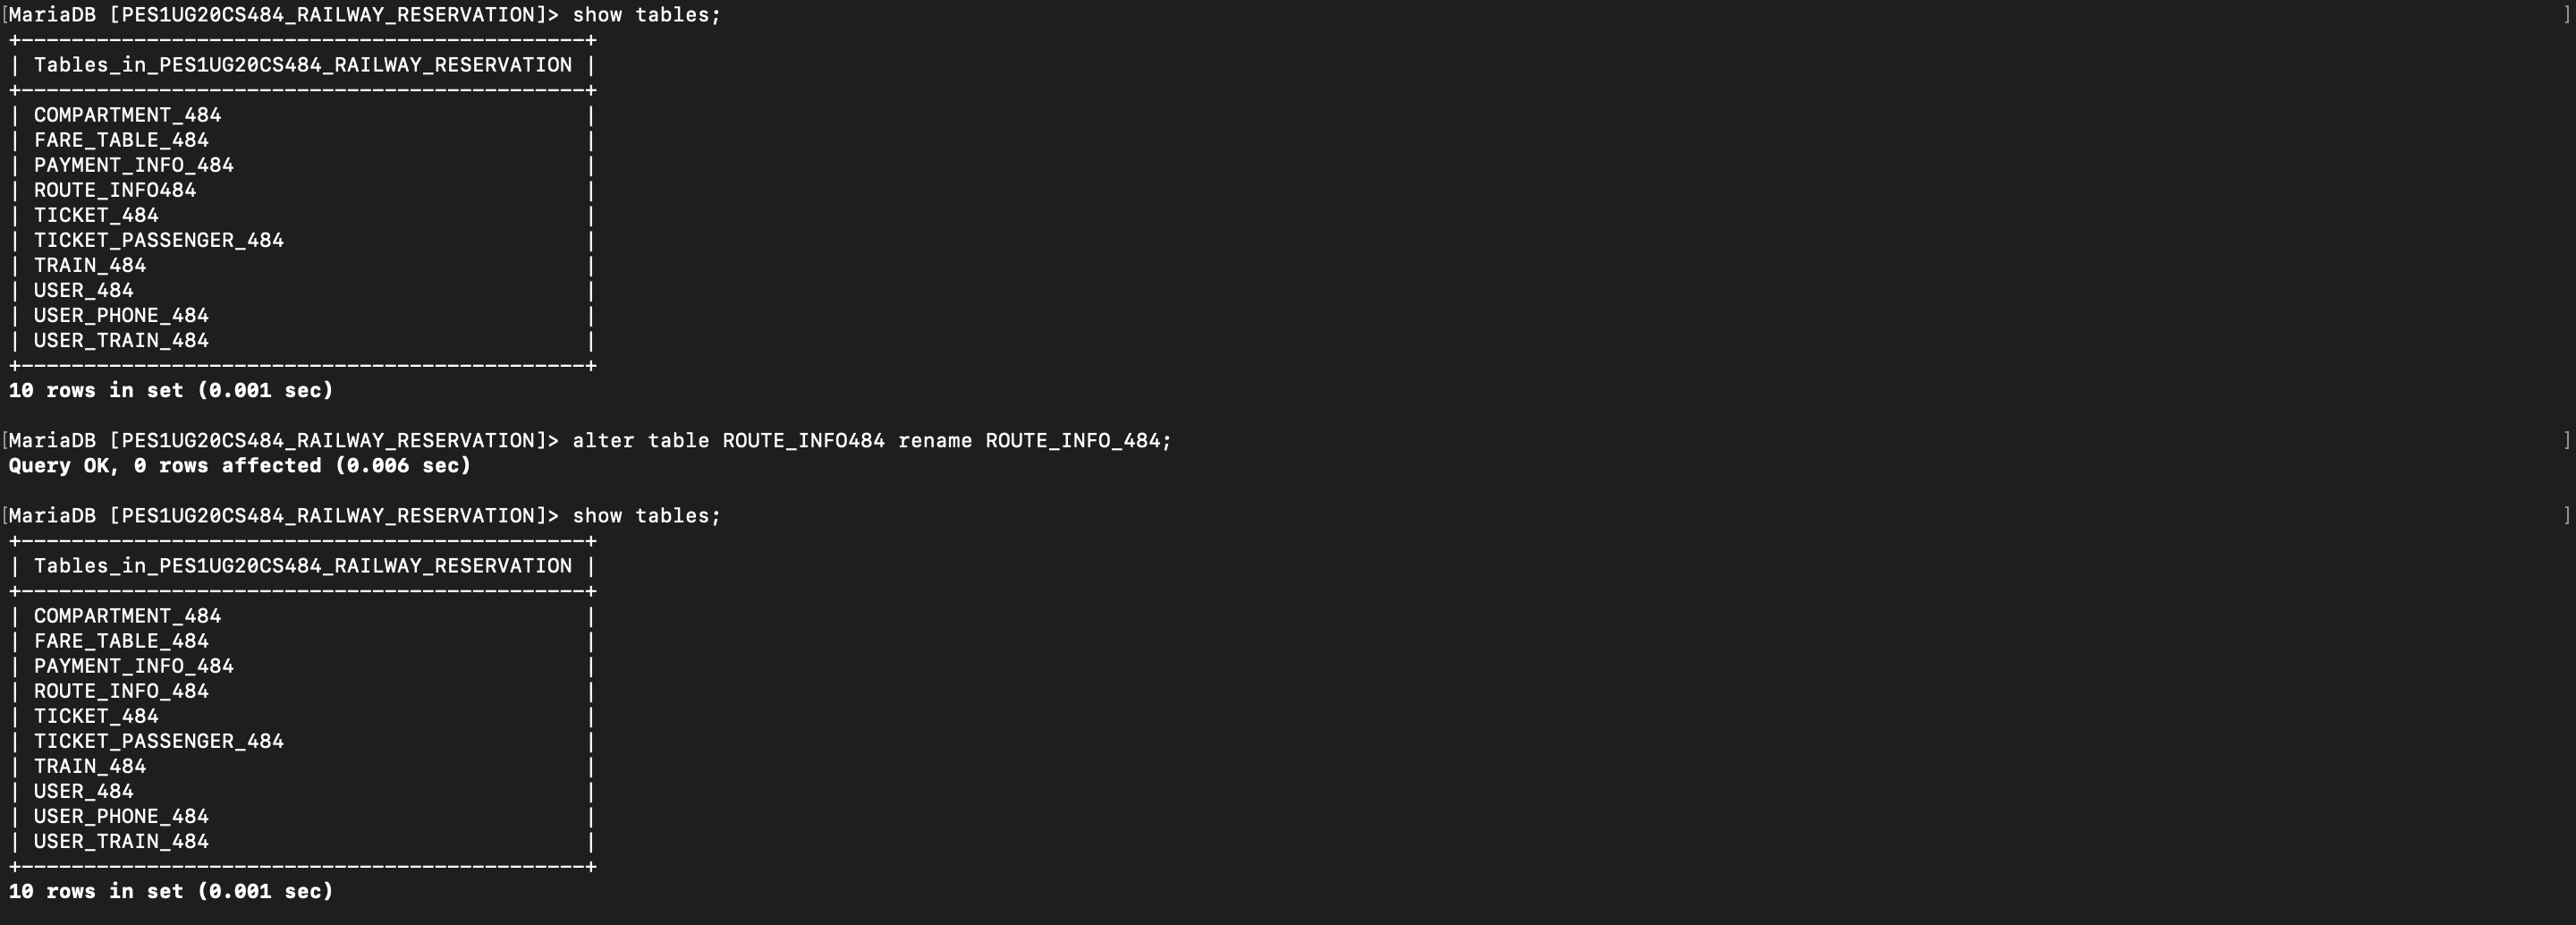 [MariaDB [PES1UG20CS484_RAILWAY_RESERVATION]> show tables; ]
+---------------------------------------------+
| Tables_in_PES1UG20CS484_RAILWAY_RESERVATION |
+---------------------------------------------+
| COMPARTMENT_484                             |
| FARE_TABLE_484                              |
| PAYMENT_INFO_484                            |
| ROUTE_INFO484                               |
| TICKET_484                                  |
| TICKET_PASSENGER_484                        |
| TRAIN_484                                   |
| USER_484                                    |
| USER_PHONE_484                              |
| USER_TRAIN_484                              |
+---------------------------------------------+
10 rows in set (0.001 sec)

[MariaDB [PES1UG20CS484_RAILWAY_RESERVATION]> alter table ROUTE_INFO484 rename ROUTE_INFO_484; ]
Query OK, 0 rows affected (0.006 sec)

[MariaDB [PES1UG20CS484_RAILWAY_RESERVATION]> show tables; ]
+---------------------------------------------+
| Tables_in_PES1UG20CS484_RAILWAY_RESERVATION |
+---------------------------------------------+
| COMPARTMENT_484                             |
| FARE_TABLE_484                              |
| PAYMENT_INFO_484                            |
| ROUTE_INFO_484                              |
| TICKET_484                                  |
| TICKET_PASSENGER_484                        |
| TRAIN_484                                   |
| USER_484                                    |
| USER_PHONE_484                              |
| USER_TRAIN_484                              |
+---------------------------------------------+
10 rows in set (0.001 sec)